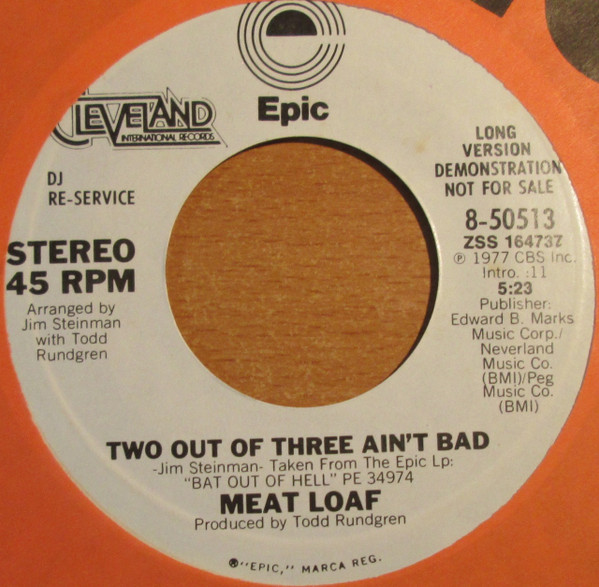 CLEVELAND
INTERNATIONAL RECORDS
Epic
DJ
RE-SERVICE
STEREO
45 RPM
Arranged by
Jim Steinman
with Todd
Rundgren
LONG
VERSION
DEMONSTRATION
NOT FOR SALE
8-50513
ZSS 164737
Ⓟ 1977 CBS Inc.
Intro. :11
5:23
Publisher:
Edward B. Marks
Music Corp./
Neverland
Music Co.
(BMI)/Peg
Music Co.
(BMI)
TWO OUT OF THREE AIN'T BAD
-Jim Steinman- Taken From The Epic Lp:
"BAT OUT OF HELL" PE 34974
MEAT LOAF
Produced by Todd Rundgren
®"EPIC," MARCA REG.